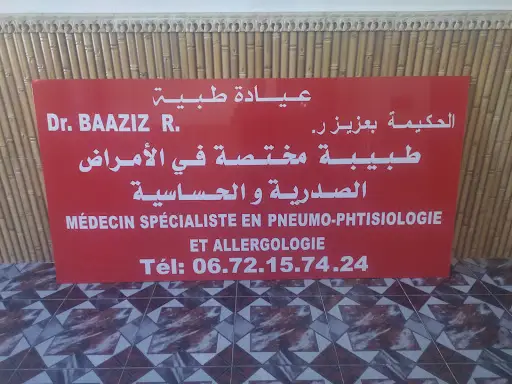 عيادة طبية
Dr. BAAZIZ R.
الحكيمة بعزيز ر.
طبيبة مختصة في الأمراض
الصدرية و الحساسية
MÉDECIN SPÉCIALISTE EN PNEUMO-PHTISIOLOGIE
ET ALLERGOLOGIE
Tél: 06.72.15.74.24